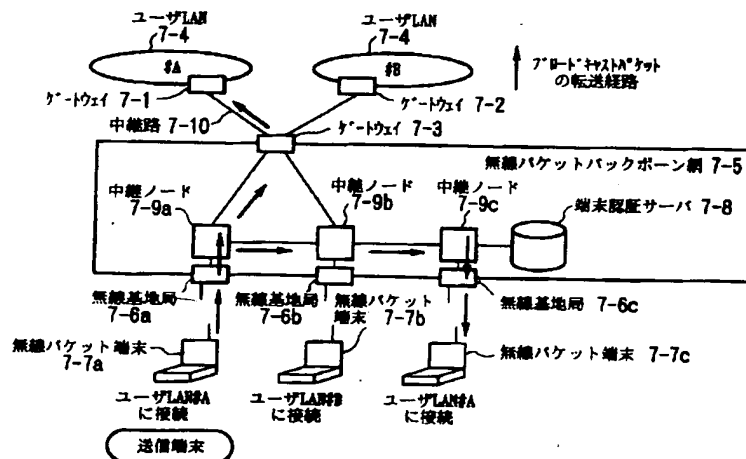 ユーザLAN
7-4
ユーザLAN
7-4
#A
#B
ブロードキャストパケット
の転送経路
ゲートウェイ 7-1
ゲートウェイ 7-2
中継路 7-10
ゲートウェイ 7-3
無線パケットバックボーン網 7-5
中継ノード
7-9a
中継ノード
7-9b
中継ノード
7-9c
端末認証サーバ 7-8
無線基地局
7-6a
無線基地局
7-6b
無線パケット
端末 7-7b
無線基地局 7-6c
無線パケット端末
7-7a
無線パケット端末 7-7c
ユーザLAN#A
に接続
ユーザLAN#B
に接続
ユーザLAN#A
に接続
送信端末